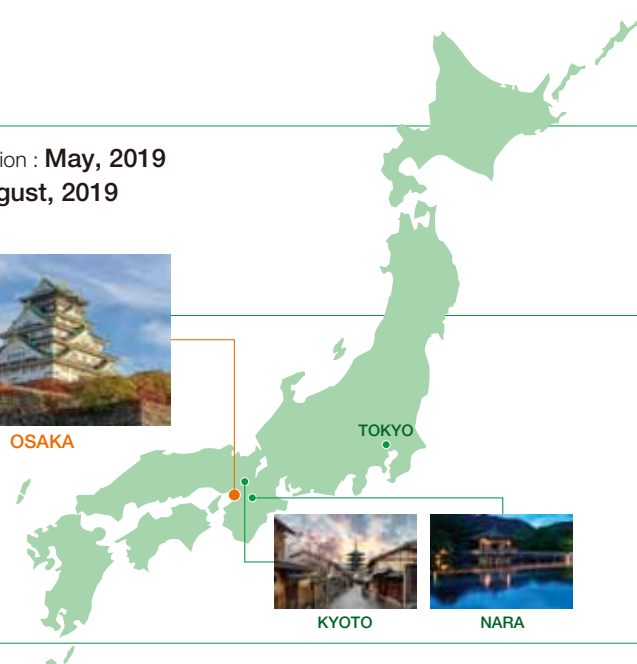 ion : May, 2019
gust, 2019
OSAKA
TOKYO
KYOTO
NARA